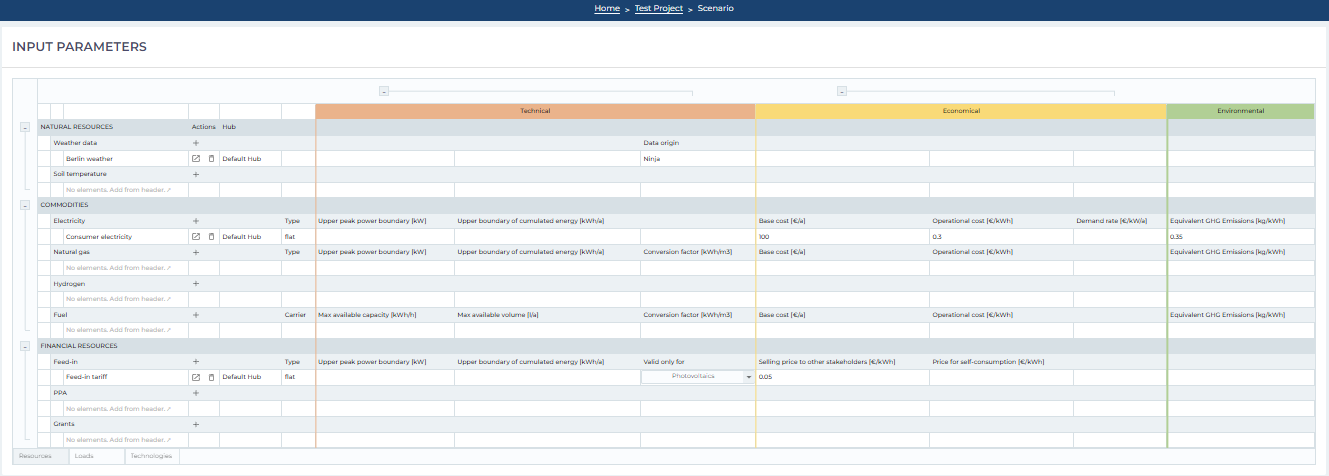 Home > Test Project > Scenario
INPUT PARAMETERS
Technical Economical Environmental
NATURAL RESOURCES Actions Hub
Weather data + Data origin
Berlin weather Default Hub Ninja
Soil temperature +
No elements. Add from header. ↗
COMMODITIES
Electricity + Type Upper peak power boundary [kW] Upper boundary of cumulated energy [kWh/a] Base cost [€/a] Operational cost [€/kWh] Demand rate [€/kW/a] Equivalent GHG Emissions [kg/kWh]
Consumer electricity Default Hub flat 100 0.3 0.35
Natural gas + Type Upper peak power boundary [kW] Upper boundary of cumulated energy [kWh/a] Conversion factor [kWh/m3] Base cost [€/a] Operational cost [€/kWh] Equivalent GHG Emissions [kg/kWh]
No elements. Add from header. ↗
Hydrogen +
No elements. Add from header. ↗
Fuel + Carrier Max available capacity [kWh/h] Max available volume [l/a] Conversion factor [kWh/m3] Base cost [€/a] Operational cost [€/kWh] Equivalent GHG Emissions [kg/kWh]
No elements. Add from header. ↗
FINANCIAL RESOURCES
Feed-in + Type Upper peak power boundary [kW] Upper boundary of cumulated energy [kWh/a] Valid only for Selling price to other stakeholders [€/kWh] Price for self-consumption [€/kWh]
Feed-in tariff Default Hub flat Photovoltaics 0.05
PPA +
No elements. Add from header. ↗
Grants +
No elements. Add from header. ↗
Resources Loads Technologies